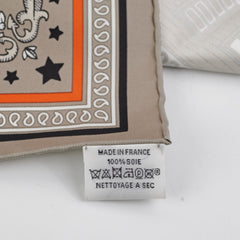 MADE IN FRANCE
100% SOIE
NETTOYAGE A SEC